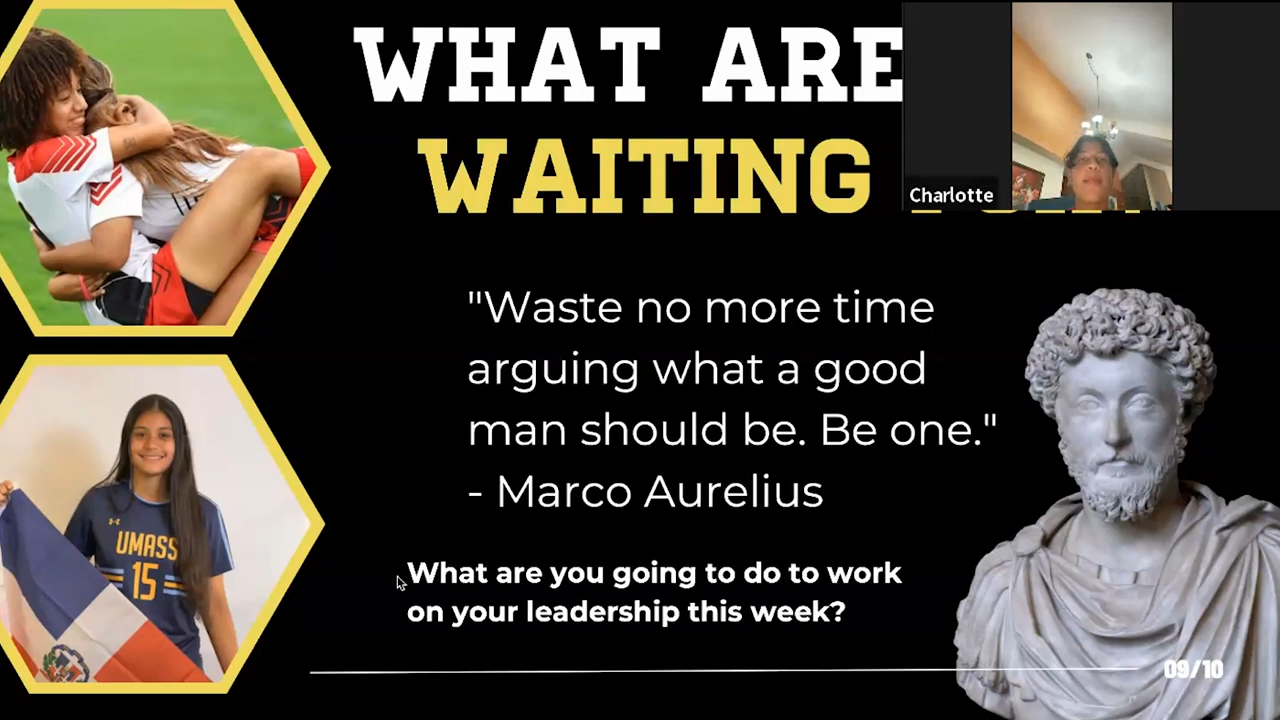 WHAT ARE
WAITING
Charlotte
"Waste no more time
arguing what a good
man should be. Be one."
- Marco Aurelius
What are you going to do to work
on your leadership this week?
UMASS
15
09/10